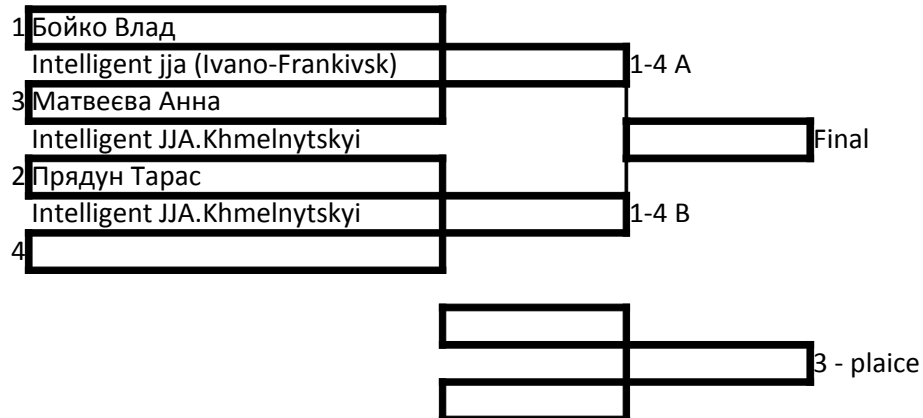 1 Бойко Влад
Intelligent jja (Ivano-Frankivsk)
1-4 A
3 Матвеєва Анна
Intelligent JJA.Khmelnytskyi
Final
2 Прядун Тарас
Intelligent JJA.Khmelnytskyi
1-4 B
4
3 - plaice